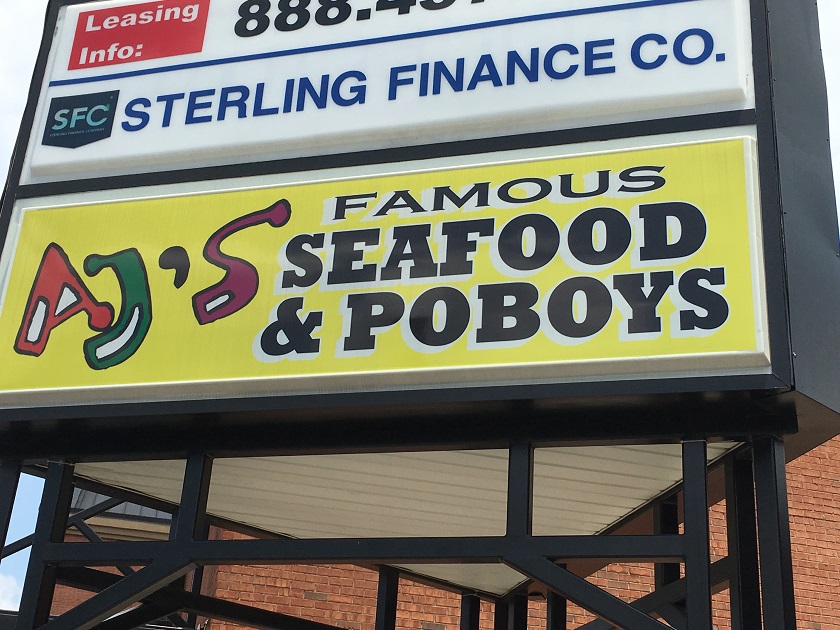 Leasing
Info:
SFC
STERLING FINANCE CO.
AJ'S
FAMOUS
SEAFOOD
& POBOYS